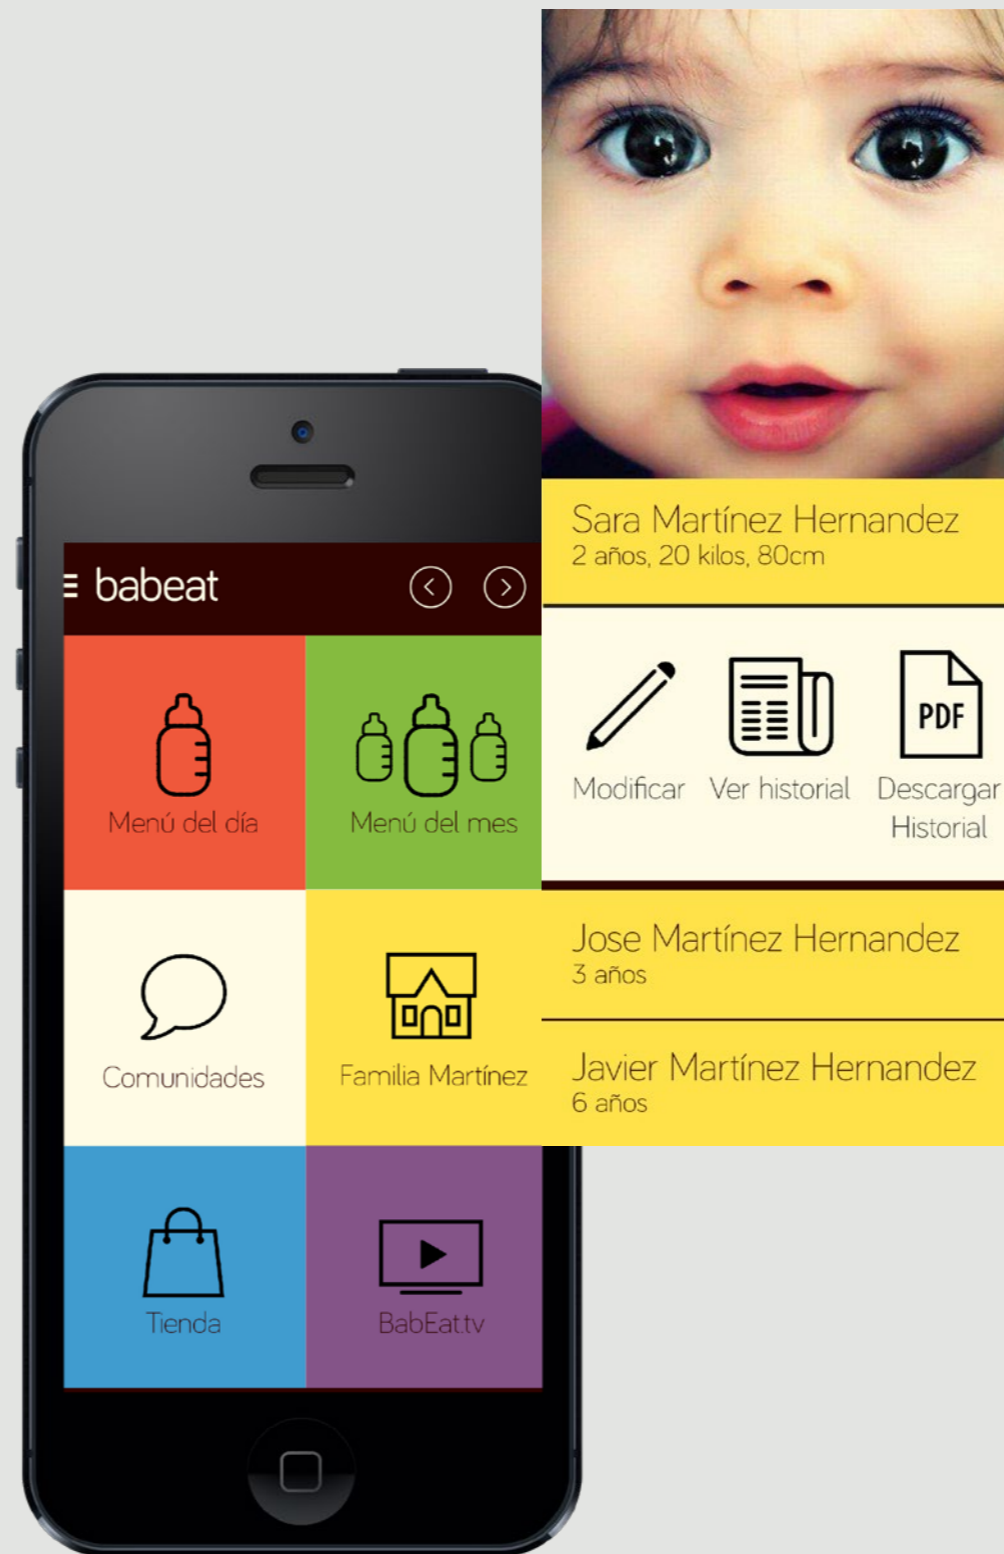 babeat
Menú del día
Menú del mes
Comunidades
Familia Martínez
Tienda
BabEat.tv
Sara Martínez Hernandez
2 años, 20 kilos, 80cm
Modificar
Ver historial
PDF
Descargar
Historial
Jose Martínez Hernandez
3 años
Javier Martínez Hernandez
6 años